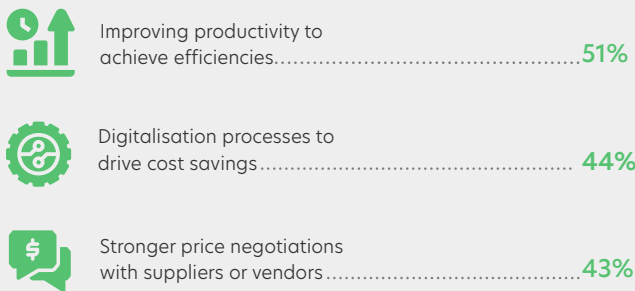 Improving productivity to
achieve efficiencies.................................................51%
Digitalisation processes to
drive cost savings.................................................... 44%
$
Stronger price negotiations
with suppliers or vendors..........................................43%